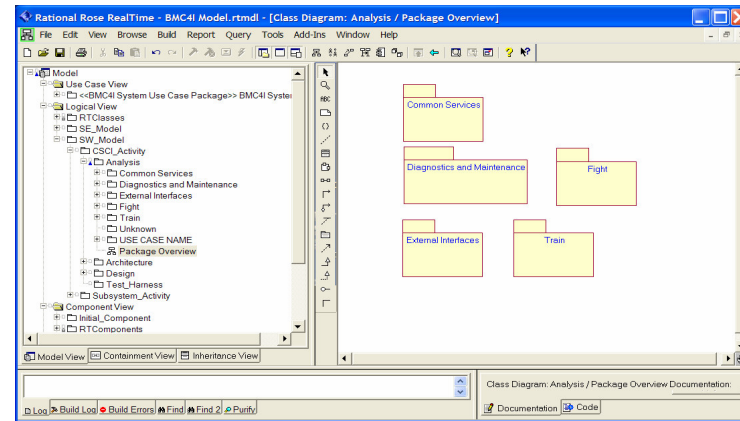 Rational Rose RealTime - BMC4I Model.rtmdl - [Class Diagram: Analysis / Package Overview]
File Edit View Browse Build Report Query Tools Add-Ins Window Help
Model
Use Case View
<<BMC4I System Use Case Package>> BMC4I Syster
Logical View
RTClasses
SE_Model
SW_Model
CSCI_Activity
Analysis
Common Services
Diagnostics and Maintenance
External Interfaces
Fight
Train
Unknown
USE CASE NAME
Package Overview
Architecture
Design
Test_Harness
Subsystem_Activity
Component View
Initial_Component
RTComponents
Model View Containment View Inheritance View
ABC
Common Services
Diagnostics and Maintenance
Fight
External Interfaces
Train
Log Build Log Build Errors Find Find 2 Purify
Class Diagram: Analysis / Package Overview Documentation:
Documentation Code